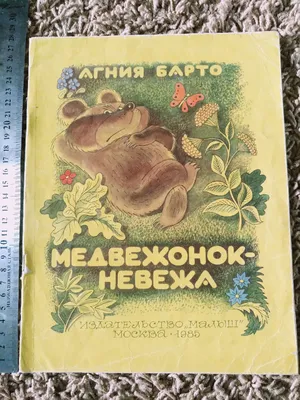 АГНИЯ БАРТО
МЕДВЕЖОНОК-
НЕВЕЖА
ИЗДАТЕЛЬСТВО „МАЛЫШ"
МОСКВА·1985